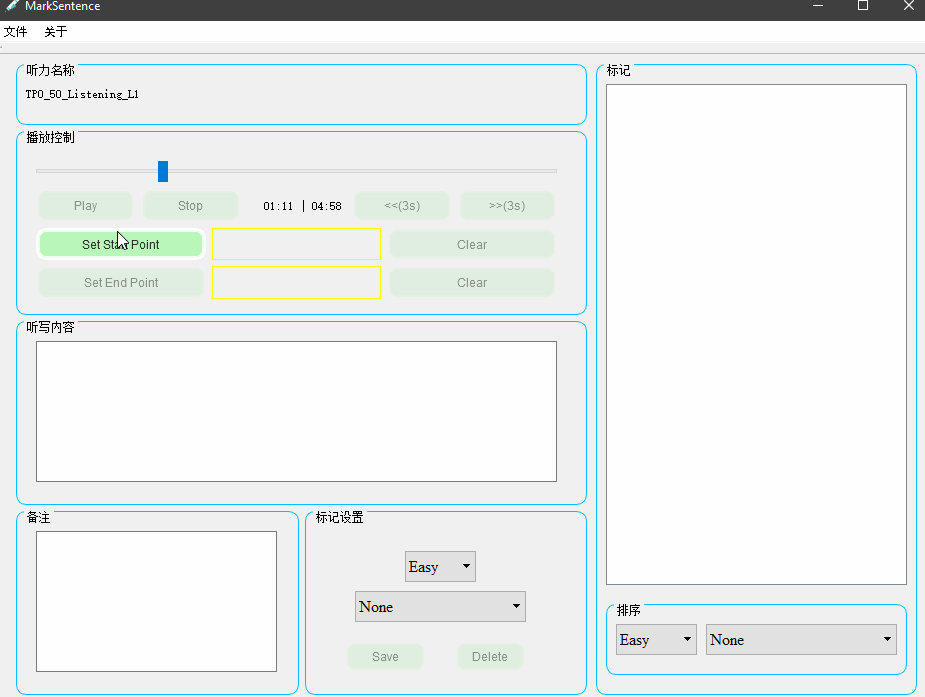 MarkSentence
文件 关于
听力名称
TPO_50_Listening_L1
播放控制
Play Stop 01:11 | 04:58 <<(3s) >>(3s)
Set Start Point Clear
Set End Point Clear
听写内容
备注
标记设置
Easy
None
Save Delete
标记
排序
Easy None